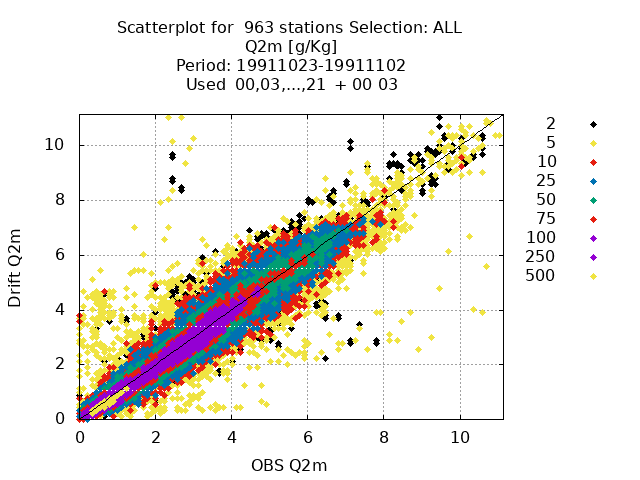 Scatterplot for  963 stations Selection: ALL
Q2m [g/Kg]
Period: 19911023-19911102
Used  00,03,...,21  + 00 03
Drift Q2m
10
8
6
4
2
0
0 2 4 6 8 10
OBS Q2m
2
5
10
25
50
75
100
250
500